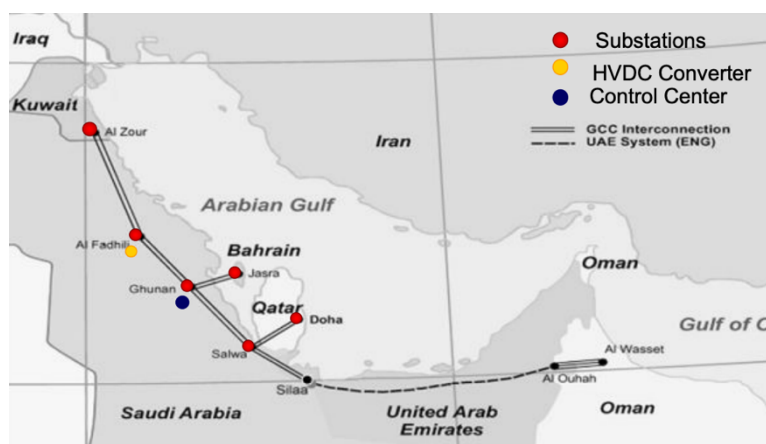 Iraq
Substations
HVDC Converter
Control Center
Kuwait
Al Zour
GCC Interconnection
UAE System (ENG)
Iran
Arabian Gulf
Al Fadhili
Bahrain
Jasra
Oman
Ghunan
Qatar
Doha
Gulf of
Salwa
Al Wasset
Al Ouhah
Silaa
Saudi Arabia
United Arab
Emirates
Oman